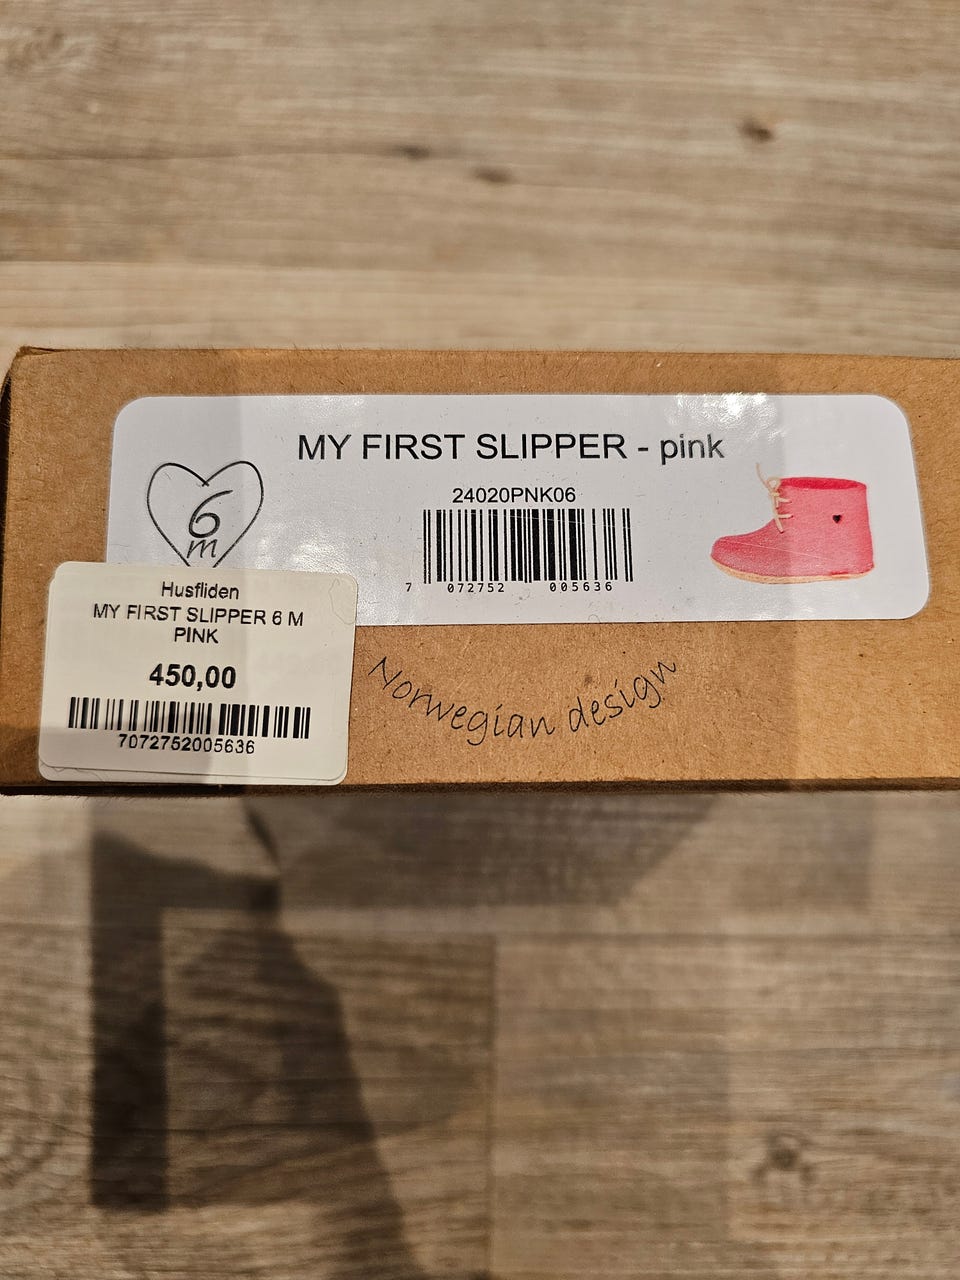 MY FIRST SLIPPER - pink
6
m
24020PNK06
7 072752 005636
Husfliden
MY FIRST SLIPPER 6 M
PINK
450,00
7072752005636
Norwegian design